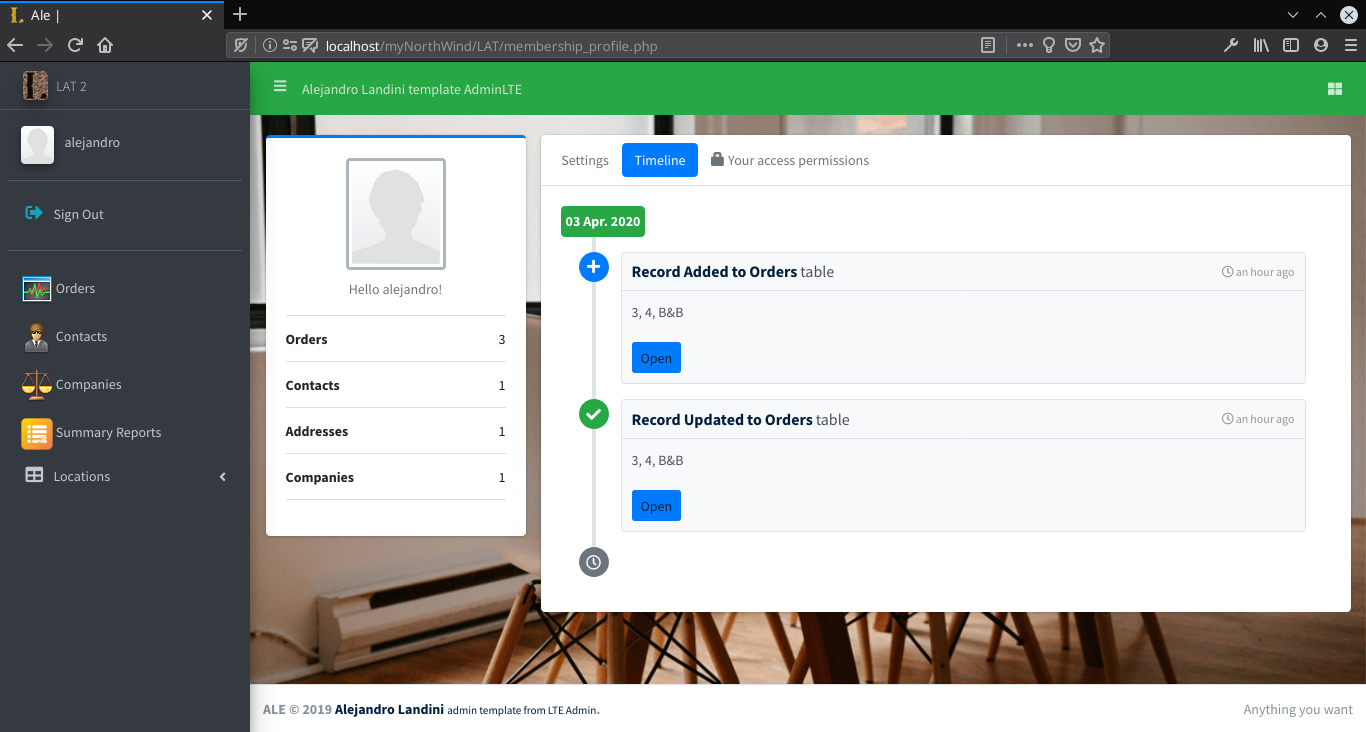 Ale |
localhost/myNorthWind/LAT/membership_profile.php
LAT 2
Alejandro Landini template AdminLTE
alejandro
Sign Out
Orders
Contacts
Companies
Summary Reports
Locations
Hello alejandro!
Orders 3
Contacts 1
Addresses 1
Companies 1
Settings Timeline Your access permissions
03 Apr. 2020
Record Added to Orders table an hour ago
3, 4, B&B
Open
Record Updated to Orders table an hour ago
3, 4, B&B
Open
ALE © 2019 Alejandro Landini admin template from LTE Admin. Anything you want